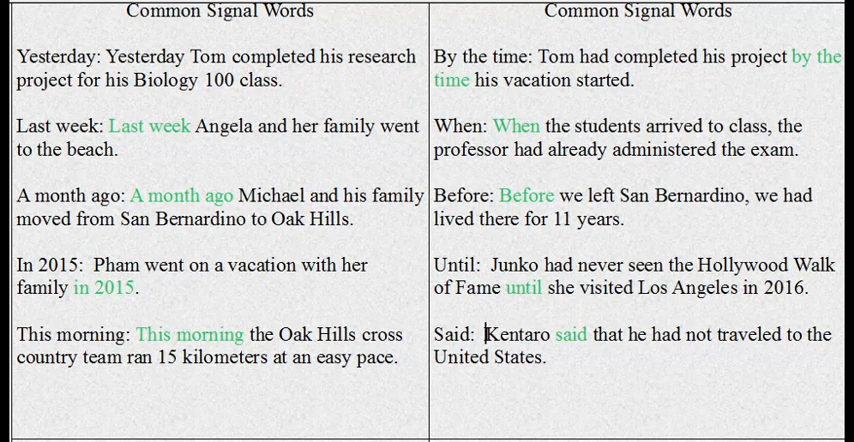 Common Signal Words
Yesterday: Yesterday Tom completed his research
project for his Biology 100 class.
Last week: Last week Angela and her family went
to the beach.
A month ago: A month ago Michael and his family
moved from San Bernardino to Oak Hills.
In 2015:  Pham went on a vacation with her
family in 2015.
This morning: This morning the Oak Hills cross
country team ran 15 kilometers at an easy pace.
Common Signal Words
By the time: Tom had completed his project by the
time his vacation started.
When: When the students arrived to class, the
professor had already administered the exam.
Before: Before we left San Bernardino, we had
lived there for 11 years.
Until:  Junko had never seen the Hollywood Walk
of Fame until she visited Los Angeles in 2016.
Said:  Kentaro said that he had not traveled to the
United States.